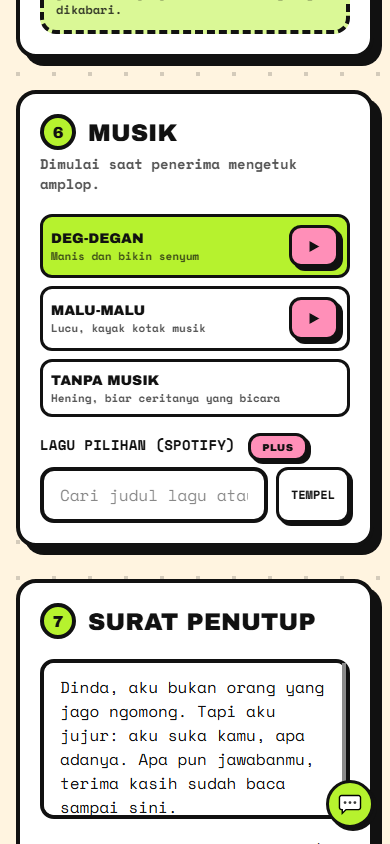 dikabari.
6 MUSIK
Dimulai saat penerima mengetuk
amplop.
DEG-DEGAN
Manis dan bikin senyum
MALU-MALU
Lucu, kayak kotak musik
TANPA MUSIK
Hening, biar ceritanya yang bicara
LAGU PILIHAN (SPOTIFY) PLUS
Cari judul lagu atau TEMPEL
7 SURAT PENUTUP
Dinda, aku bukan orang yang
jago ngomong. Tapi aku
jujur: aku suka kamu, apa
adanya. Apa pun jawabanmu,
terima kasih sudah baca
sampai sini.